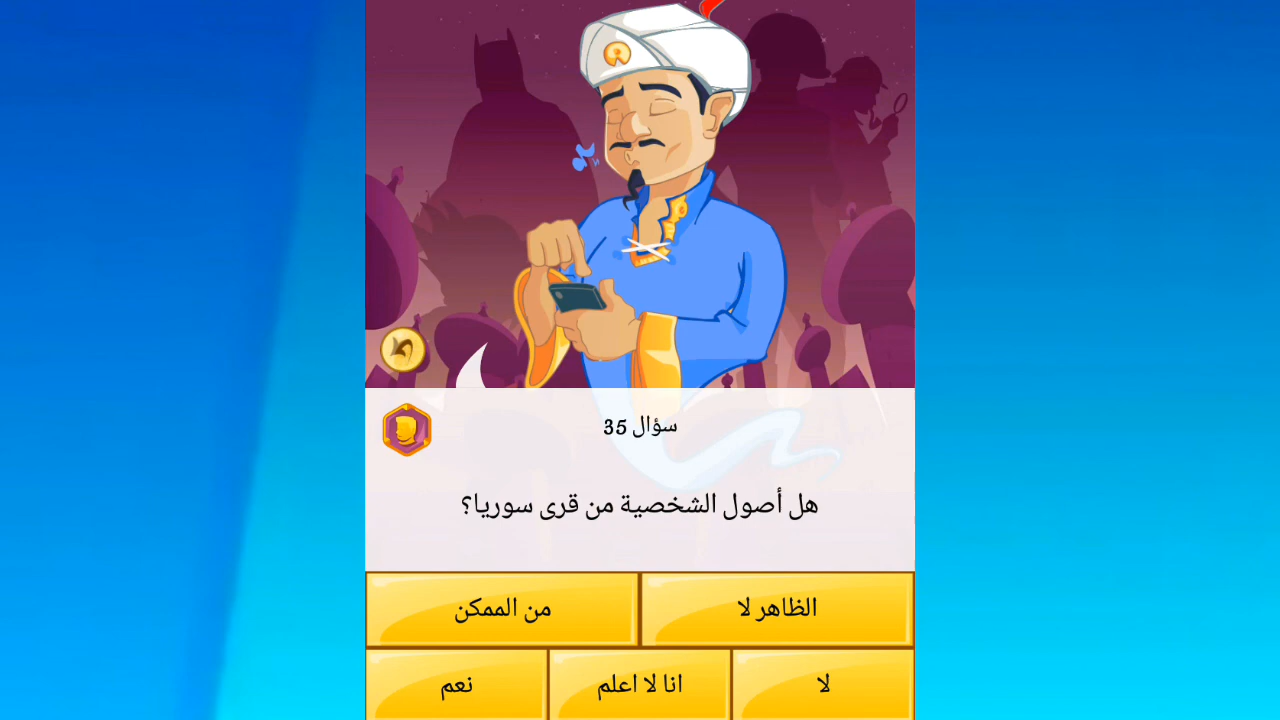 سؤال 35
هل أصول الشخصية من قرى سوريا؟
الظاهر لا
من الممكن
لا
انا لا اعلم
نعم